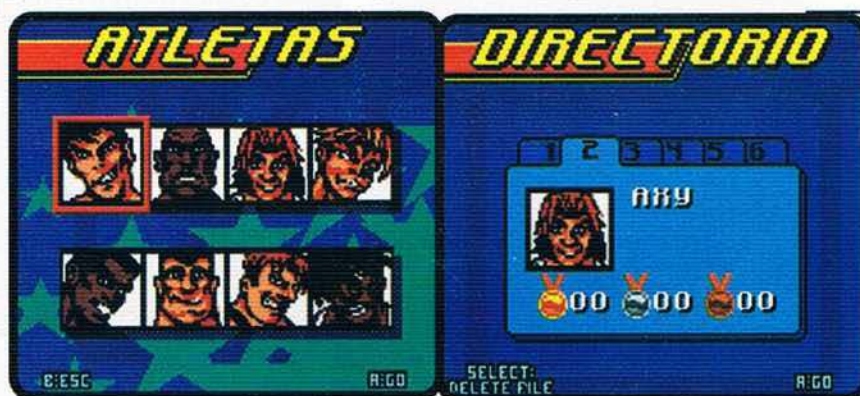 ATLETAS
B:ESC
A:GO
DIRECTORIO
1 2 3 4 5 6
AXY
00 00 00
SELECT:
DELETE FILE
A:GO